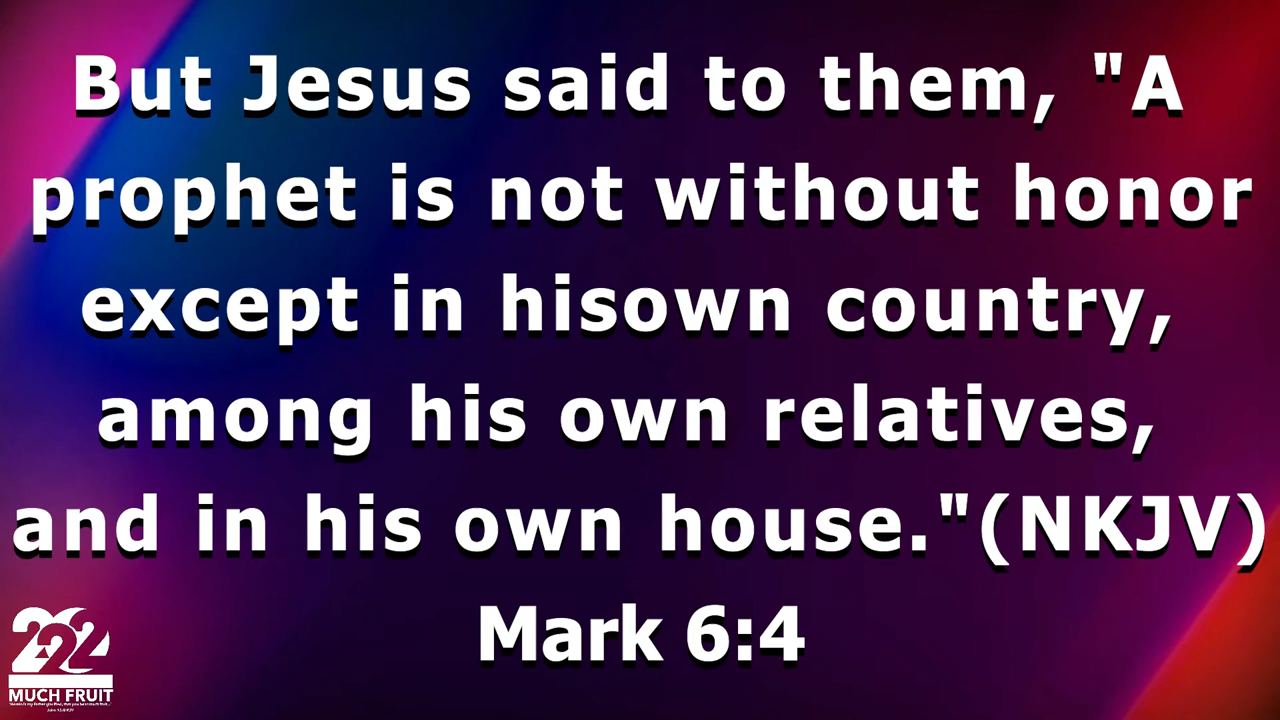 But Jesus said to them, "A
prophet is not without honor
except in hisown country,
among his own relatives,
and in his own house."(NKJV)
Mark 6:4
2022
MUCH FRUIT